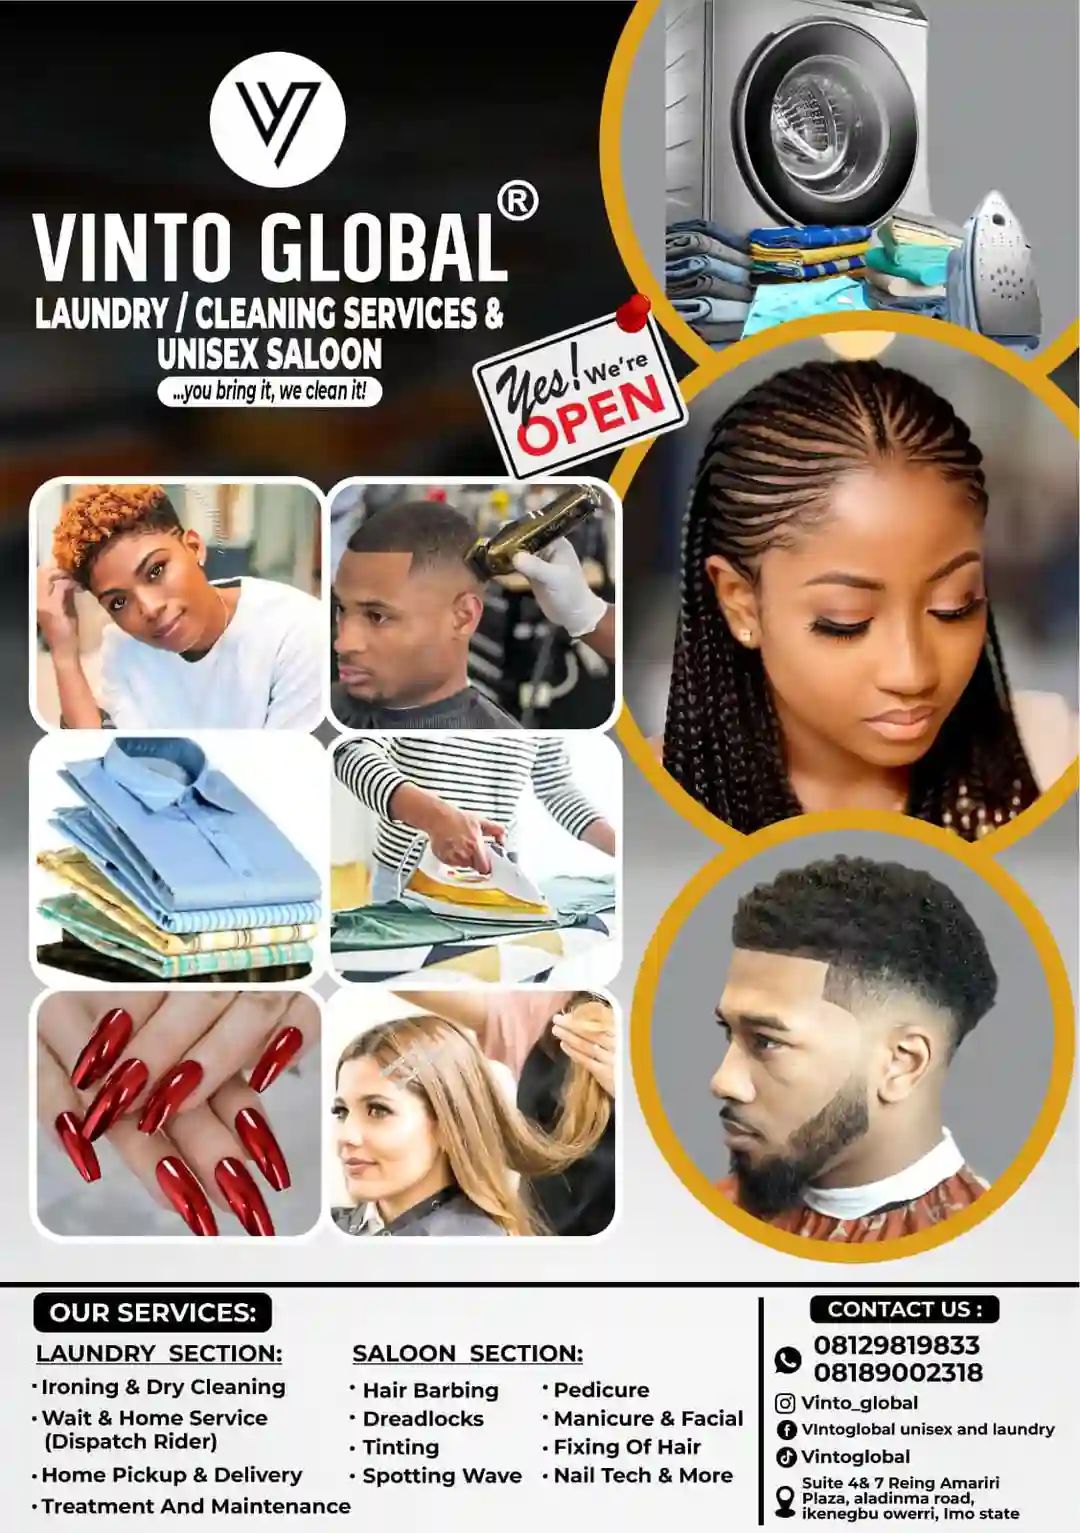 VINTO GLOBAL®
LAUNDRY / CLEANING SERVICES &
UNISEX SALOON
...you bring it, we clean it!
Yes! We're
OPEN
OUR SERVICES:
LAUNDRY SECTION:
· Ironing & Dry Cleaning
· Wait & Home Service
(Dispatch Rider)
· Home Pickup & Delivery
· Treatment And Maintenance
SALOON SECTION:
· Hair Barbing
· Dreadlocks
· Tinting
· Spotting Wave
· Pedicure
· Manicure & Facial
· Fixing Of Hair
· Nail Tech & More
CONTACT US :
08129819833
08189002318
Vinto_global
VIntoglobal unisex and laundry
Vintoglobal
Suite 4& 7 Reing Amariri
Plaza, aladinma road,
ikenegbu owerri, Imo state